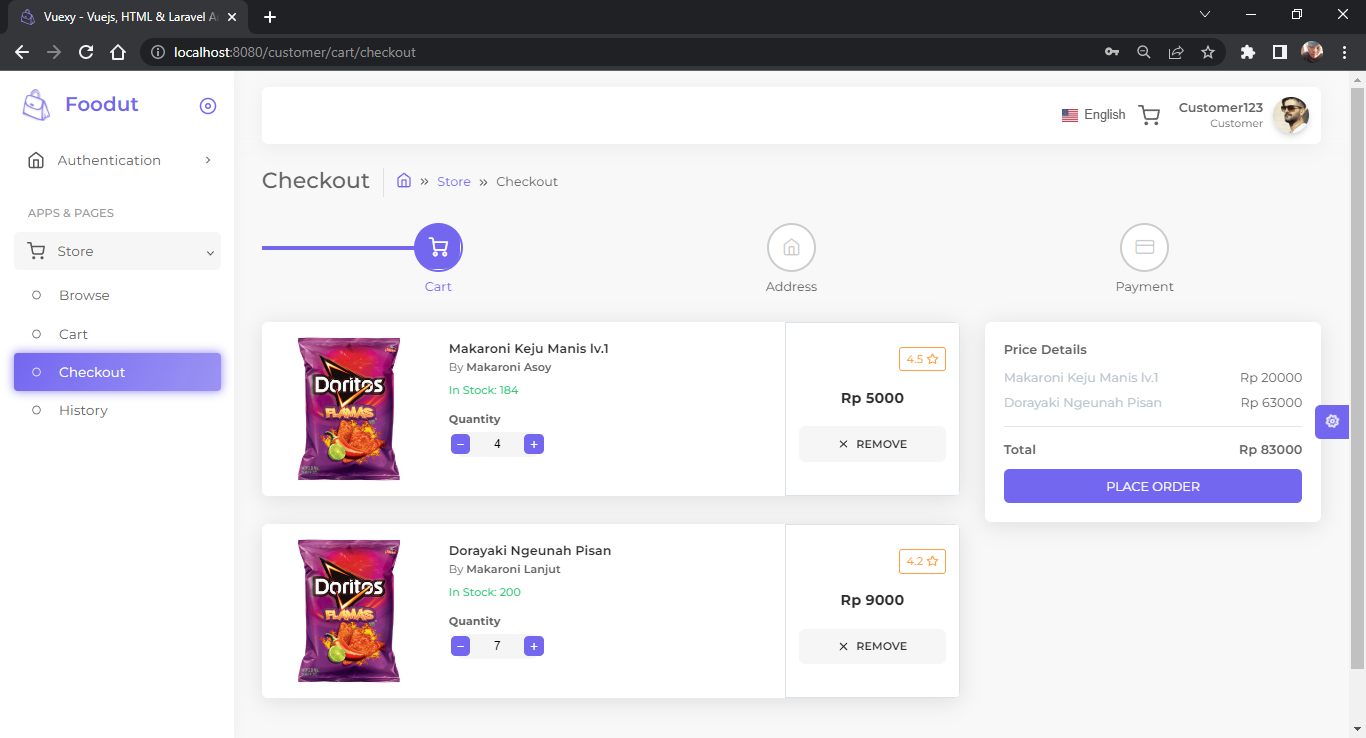 Vuexy - Vuejs, HTML & Laravel A
localhost:8080/customer/cart/checkout
Foodut
Authentication
APPS & PAGES
Store
Browse
Cart
Checkout
History
English
Customer123
Customer
Checkout
» Store » Checkout
Cart
Address
Payment
Doritos
FLAMAS
Makaroni Keju Manis lv.1
By Makaroni Asoy
In Stock: 184
Quantity
− 4 +
4.5
Rp 5000
× REMOVE
Doritos
FLAMAS
Dorayaki Ngeunah Pisan
By Makaroni Lanjut
In Stock: 200
Quantity
− 7 +
4.2
Rp 9000
× REMOVE
Price Details
Makaroni Keju Manis lv.1 Rp 20000
Dorayaki Ngeunah Pisan Rp 63000
Total Rp 83000
PLACE ORDER